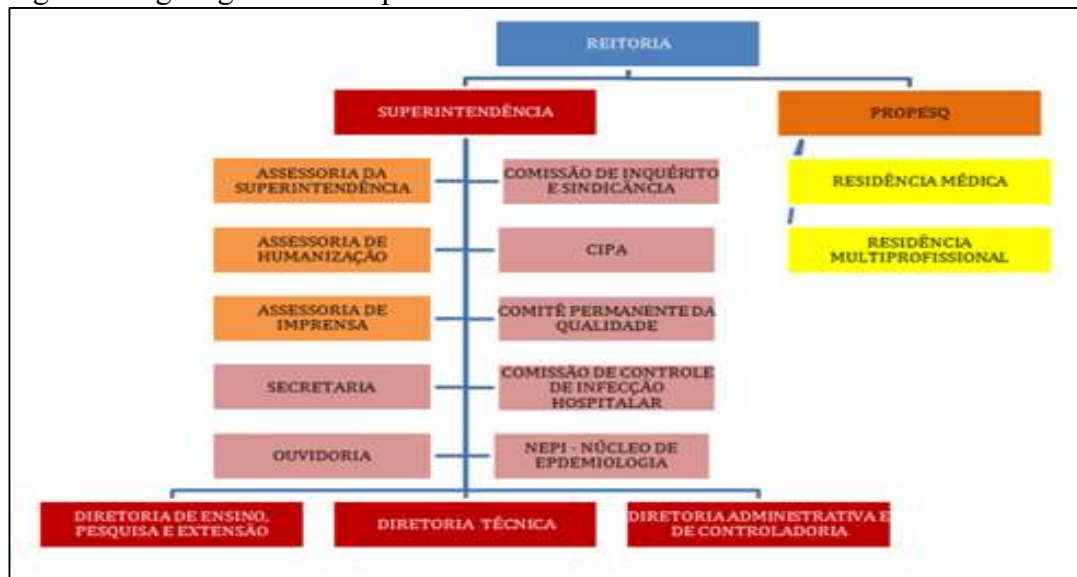 REITORIA
SUPERINTENDÊNCIA
PROPESQ
ASSESSORIA DA
SUPERINTENDÊNCIA
COMISSÃO DE INQUÉRITO
E SINDICÂNCIA
RESIDÊNCIA MÉDICA
ASSESSORIA DE
HUMANIZAÇÃO
CIPA
RESIDÊNCIA
MULTIPROFISSIONAL
ASSESSORIA DE
IMPRENSA
COMITÊ PERMANENTE DA
QUALIDADE
SECRETARIA
COMISSÃO DE CONTROLE
DE INFECÇÃO
HOSPITALAR
OUVIDORIA
NEPI - NÚCLEO DE
EPDEMIOLOGIA
DIRETORIA DE ENSINO,
PESQUISA E EXTENSÃO
DIRETORIA TÉCNICA
DIRETORIA ADMINISTRATIVA E
DE CONTROLADORIA